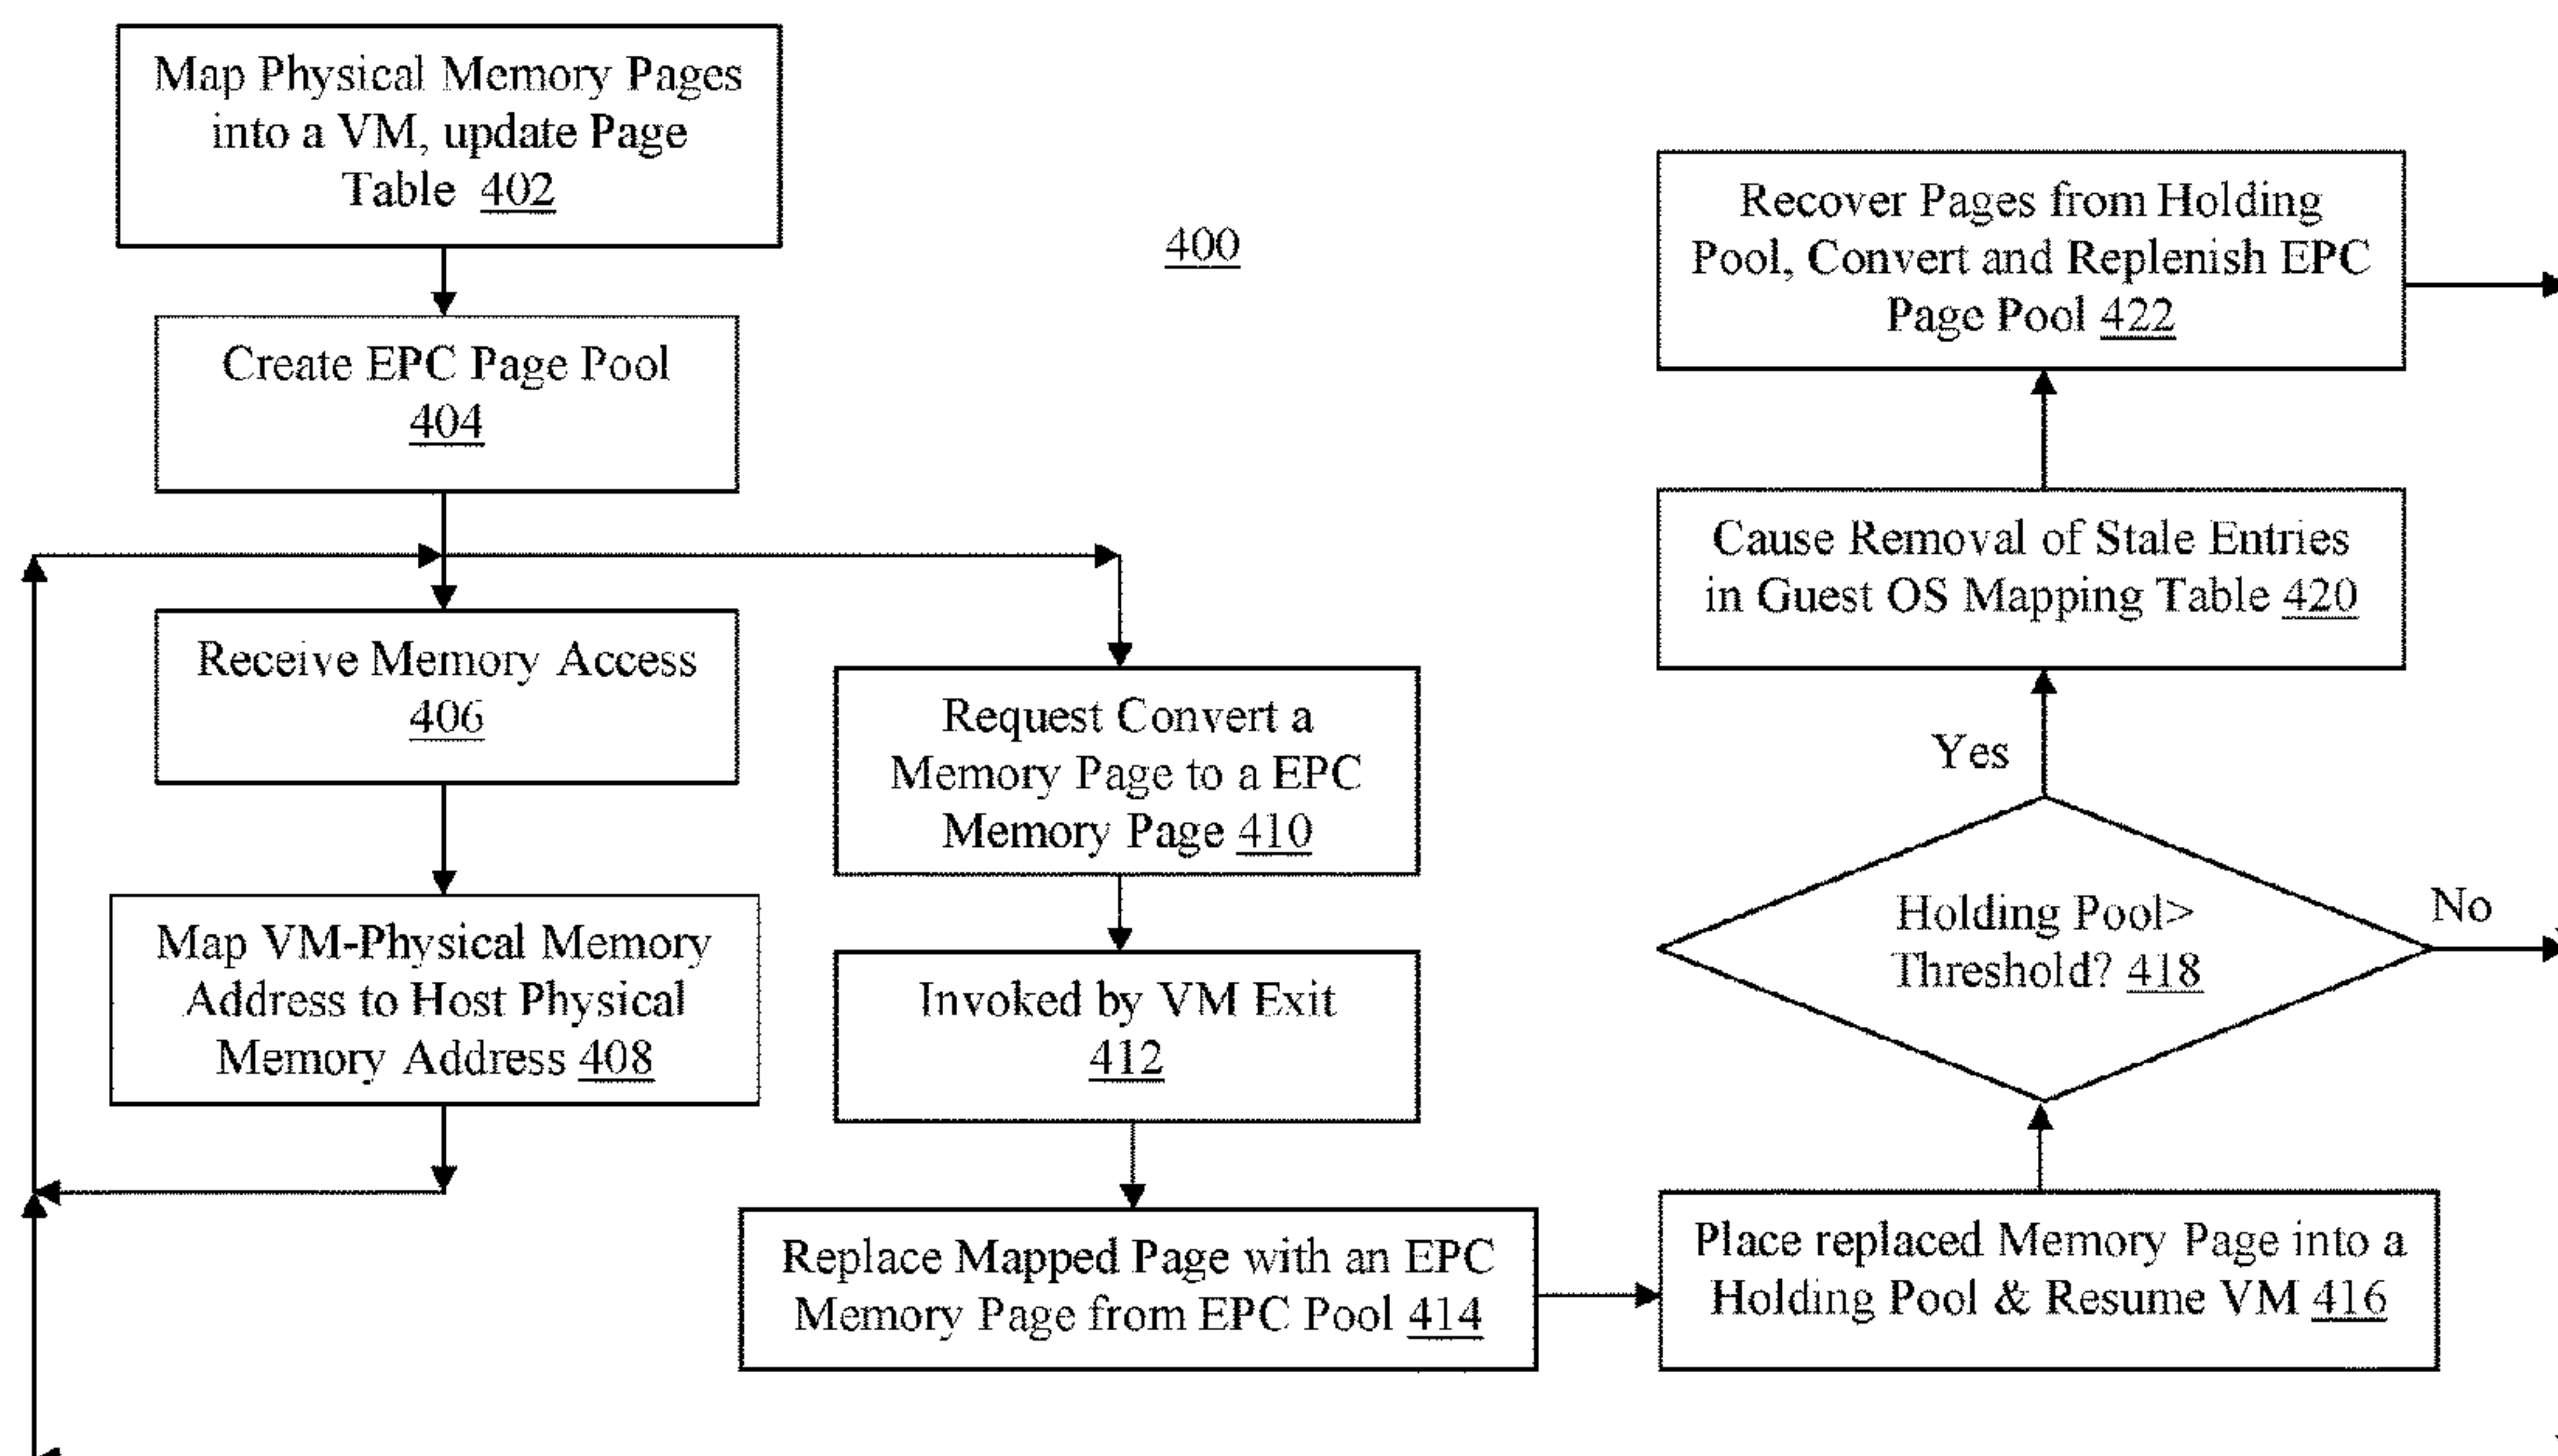 Map Physical Memory Pages
into a VM, update Page
Table 402
Create EPC Page Pool
404
Receive Memory Access
406
Map VM-Physical Memory
Address to Host Physical
Memory Address 408
400
Request Convert a
Memory Page to a EPC
Memory Page 410
Invoked by VM Exit
412
Replace Mapped Page with an EPC
Memory Page from EPC Pool 414
Place replaced Memory Page into a
Holding Pool & Resume VM 416
Holding Pool>
Threshold? 418
No
Yes
Cause Removal of Stale Entries
in Guest OS Mapping Table 420
Recover Pages from Holding
Pool, Convert and Replenish EPC
Page Pool 422